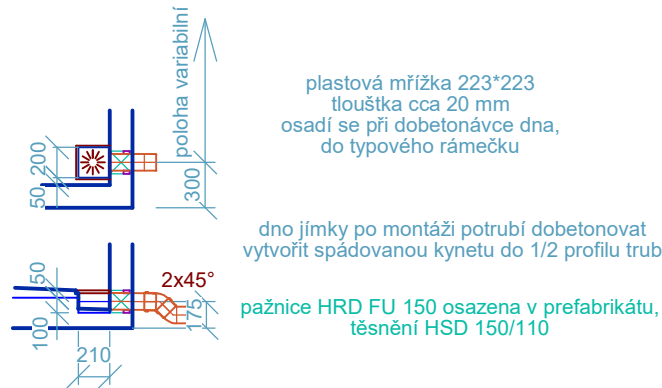 poloha variabilní
plastová mřížka 223*223
tlouštka cca 20 mm
osadí se při dobetonávce dna,
do typového rámečku
200
50
300
dno jímky po montáži potrubí dobetonovat
vytvořit spádovanou kynetu do 1/2 profilu trub
50
2x45°
175
100
210
pažnice HRD FU 150 osazena v prefabrikátu,
těsnění HSD 150/110